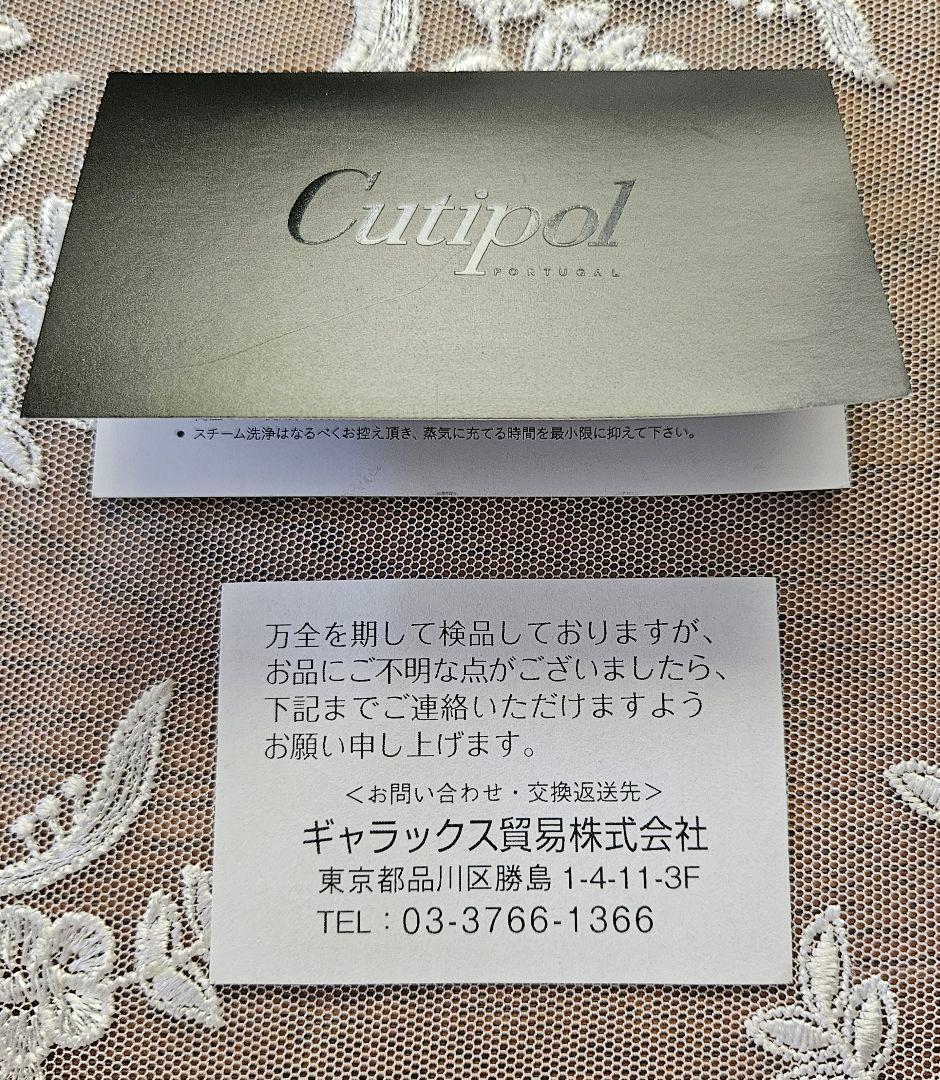 Cutipol
PORTUGAL
● スチーム洗浄はなるべくお控え頂き、蒸気に充てる時間を最小限に抑えて下さい。
万全を期して検品しておりますが、
お品にご不明な点がございましたら、
下記までご連絡いただけますよう
お願い申し上げます。
＜お問い合わせ・交換返送先＞
ギャラックス貿易株式会社
東京都品川区勝島 1-4-11-3F
TEL：03-3766-1366